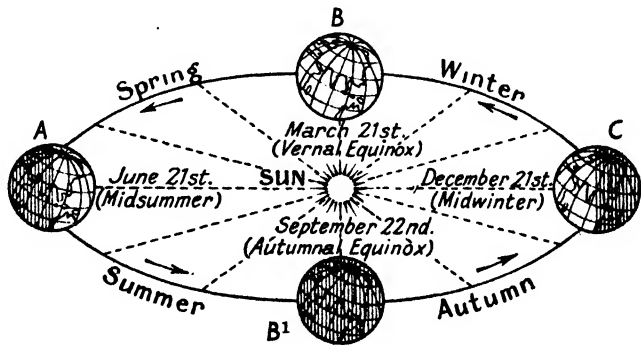 B
Spring
Winter
A
C
March 21st.
(Vernal Equinox)
June 21st.
(Midsummer)
SUN
December 21st.
(Midwinter)
September 22nd.
(Autumnal Equinox)
Summer
Autumn
B¹